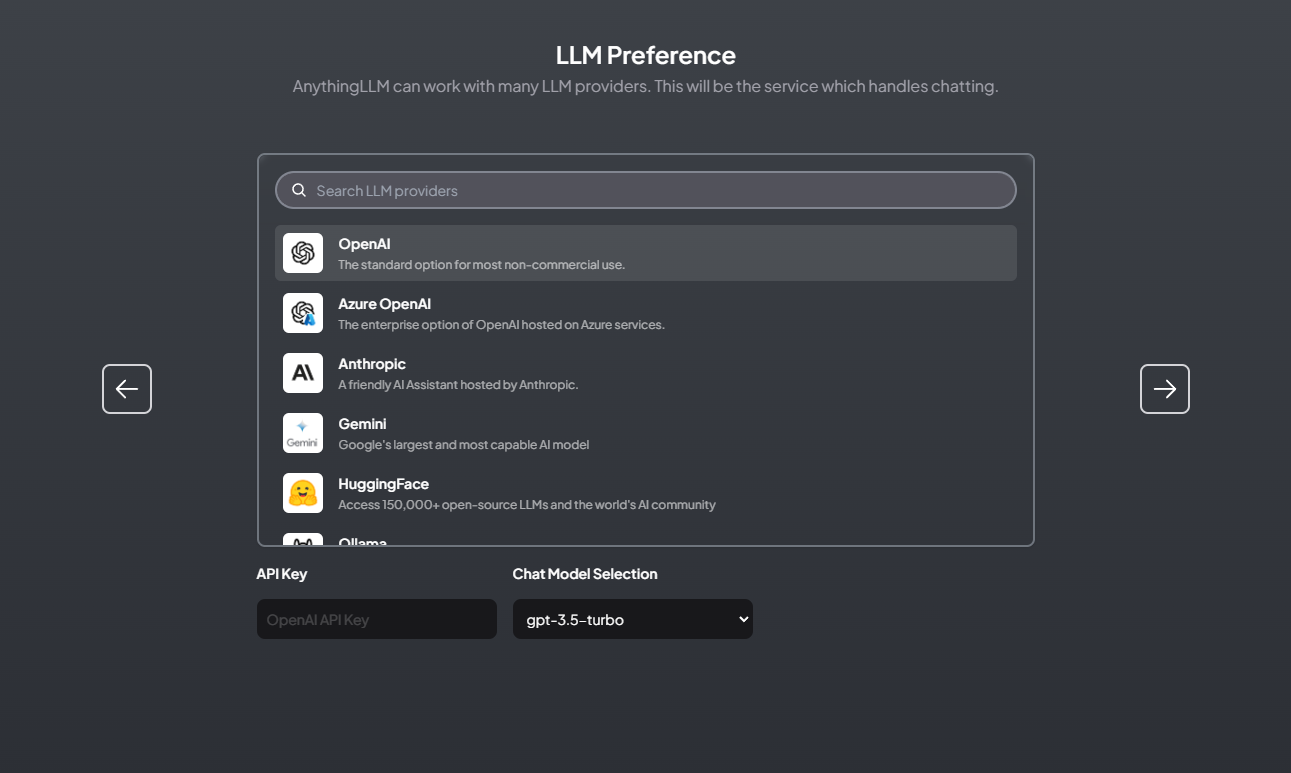 LLM Preference
AnythingLLM can work with many LLM providers. This will be the service which handles chatting.
Search LLM providers
OpenAI
The standard option for most non-commercial use.
Azure OpenAI
The enterprise option of OpenAI hosted on Azure services.
Anthropic
A friendly AI Assistant hosted by Anthropic.
Gemini
Gemini
Google's largest and most capable AI model
HuggingFace
Access 150,000+ open-source LLMs and the world's AI community
Ollama
API Key
Chat Model Selection
OpenAI API Key
gpt-3.5-turbo